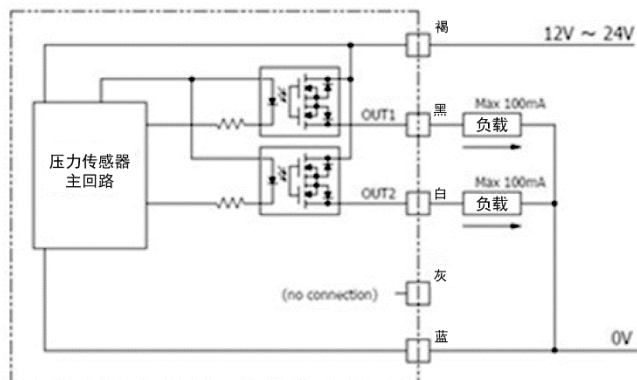 褐
12V ~ 24V
OUT1
黑
Max 100mA
负载
压力传感器
主回路
OUT2
白
Max 100mA
负载
灰
(no connection)
蓝
0V